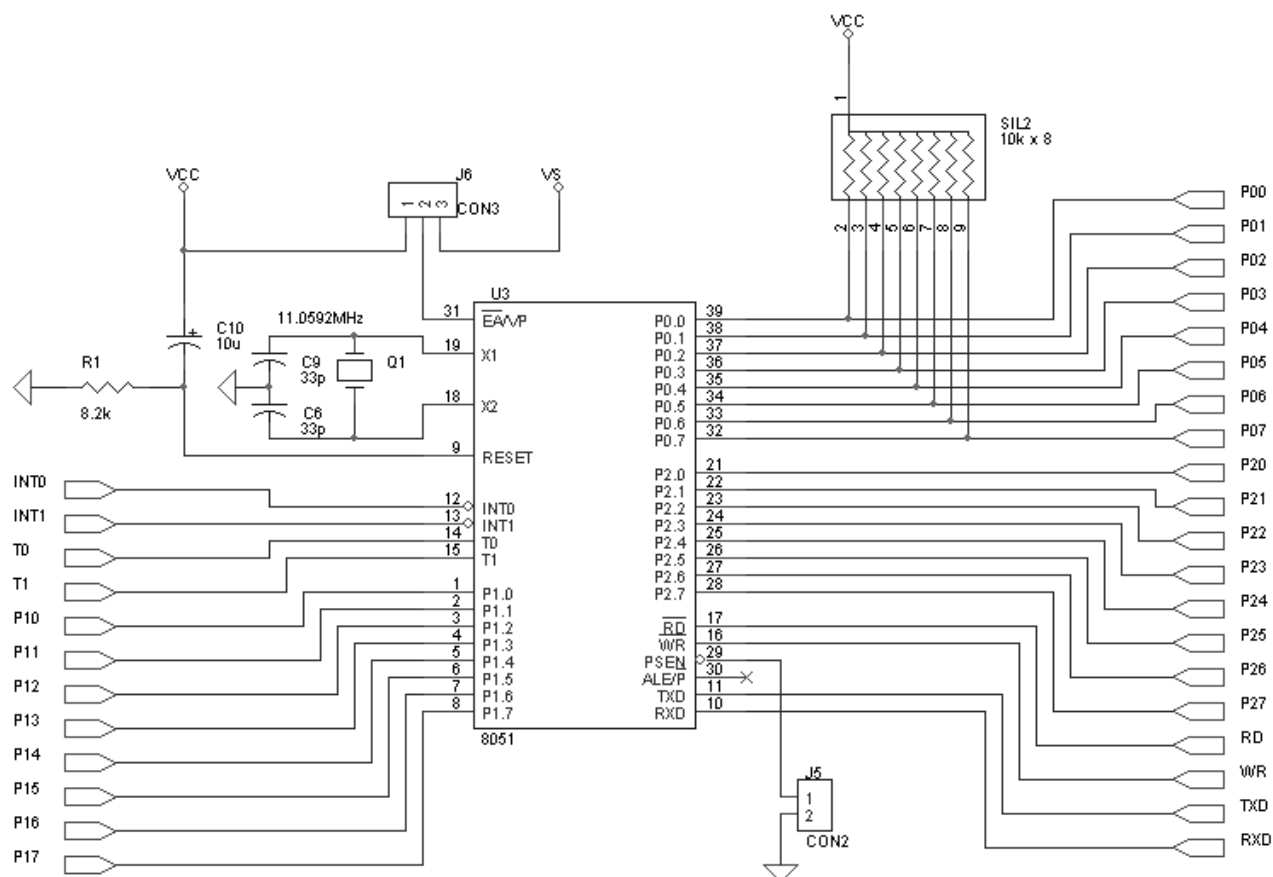 VCC
1
SIL2
10k x 8
2 3 4 5 6 7 8 9
VCC
J6
1 2 3
CON3
VS
U3
31 EA/VP
11.0592MHz
C10
10u
19 X1
C9
33p
Q1
R1
8.2k
C6
33p
18 X2
9 RESET
INT0
INT1
T0
T1
P10
P11
P12
P13
P14
P15
P16
P17
12 INT0
13 INT1
14 T0
15 T1
1 P1.0
2 P1.1
3 P1.2
4 P1.3
5 P1.4
6 P1.5
7 P1.6
8 P1.7
P0.0 39
P0.1 38
P0.2 37
P0.3 36
P0.4 35
P0.5 34
P0.6 33
P0.7 32
P2.0 21
P2.1 22
P2.2 23
P2.3 24
P2.4 25
P2.5 26
P2.6 27
P2.7 28
RD 17
WR 16
PSEN 29
ALE/P 30
TXD 11
RXD 10
8051
J5
1
2
CON2
P00
P01
P02
P03
P04
P05
P06
P07
P20
P21
P22
P23
P24
P25
P26
P27
RD
WR
TXD
RXD